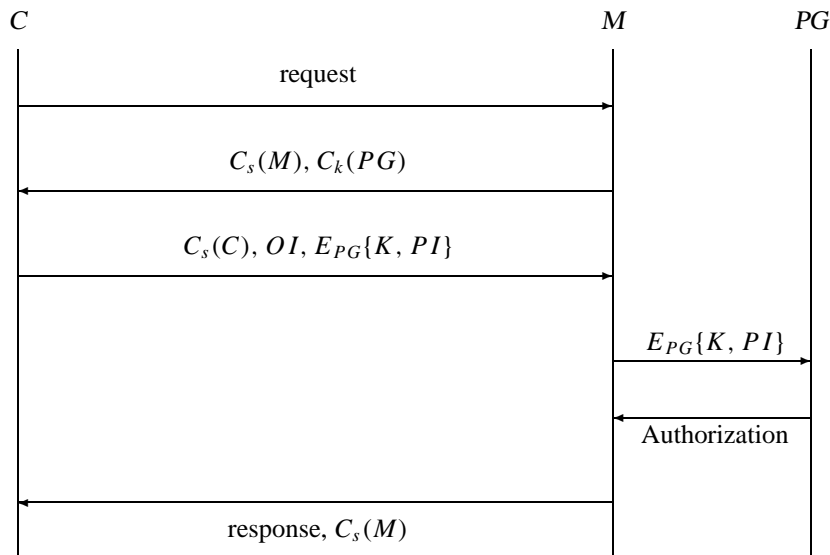 C M PG
request
C_s(M), C_k(PG)
C_s(C), OI, E_PG{K, PI}
E_PG{K, PI}
Authorization
response, C_s(M)